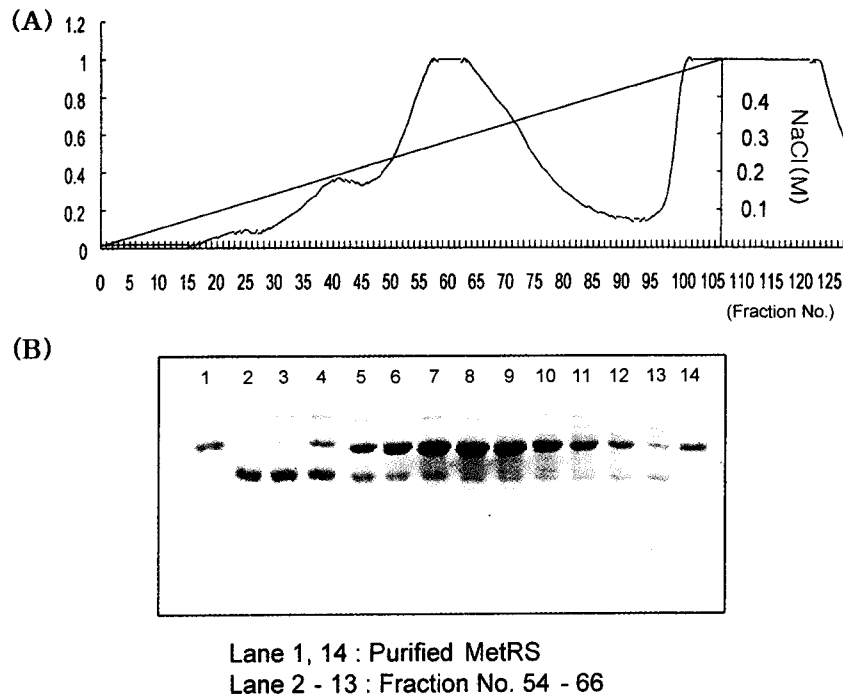 (A)
1.2
1
0.8
0.6
0.4
0.2
0
0.4
0.3
0.2
0.1
NaCl (M)
0 5 10 15 20 25 30 35 40 45 50 55 60 65 70 75 80 85 90 95 100 105 110 115 120 125
(Fraction No.)
(B)
1 2 3 4 5 6 7 8 9 10 11 12 13 14
Lane 1, 14 : Purified MetRS
Lane 2 - 13 : Fraction No. 54 - 66